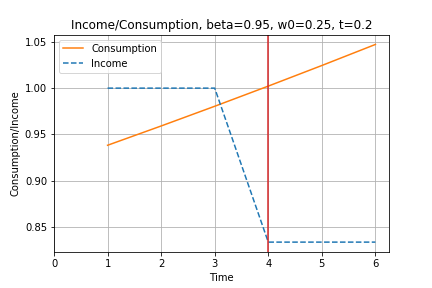 Income/Consumption, beta=0.95, w0=0.25, t=0.2
Consumption
Income
Consumption/Income
1.05
1.00
0.95
0.90
0.85
0 1 2 3 4 5 6
Time